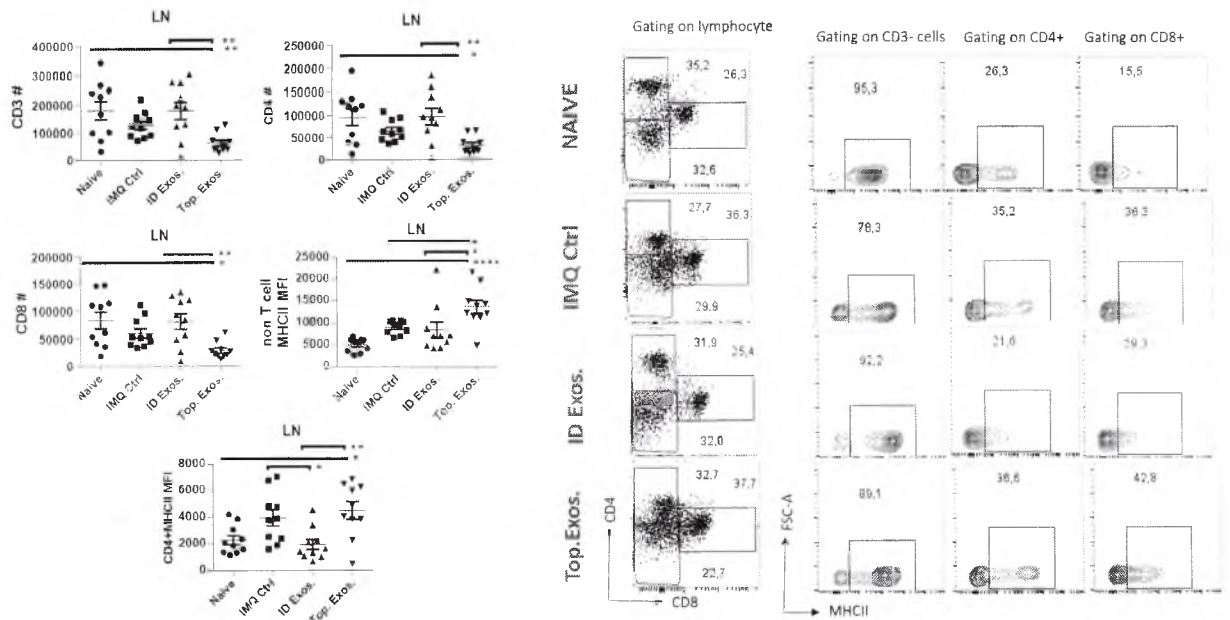 LN
** 
**
CD3 #
400000
300000
200000
100000
0
Naive
IMQ Ctrl
ID Exos.
Top. Exos.
LN
**
*
CD4 #
250000
200000
150000
100000
50000
0
Naive
IMQ Ctrl
ID Exos.
Top. Exos.
LN
**
*
CD8 #
200000
150000
100000
50000
0
Naive
IMQ Ctrl
ID Exos.
Top. Exos.
LN
*
*
****
non T cell
MHCII MFI
25000
20000
15000
10000
5000
0
Naive
IMQ Ctrl
ID Exos.
Top. Exos.
LN
**
*
*
CD4+MHCII MFI
8000
6000
4000
2000
0
Naive
IMQ Ctrl
ID Exos.
Top. Exos.
Gating on lymphocyte
Gating on CD3- cells
Gating on CD4+
Gating on CD8+
NAIVE
35,2
26,3
32,6
95,3
26,3
15,5
IMQ Ctrl
27,7
36,3
29,9
78,3
35,2
ID Exos.
31,9
25,4
32,0
92,2
21,6
29,3
Top.Exos.
32,7
37,7
22,7
89,1
36,6
42,8
CD4
CD8
FSC-A
MHCII